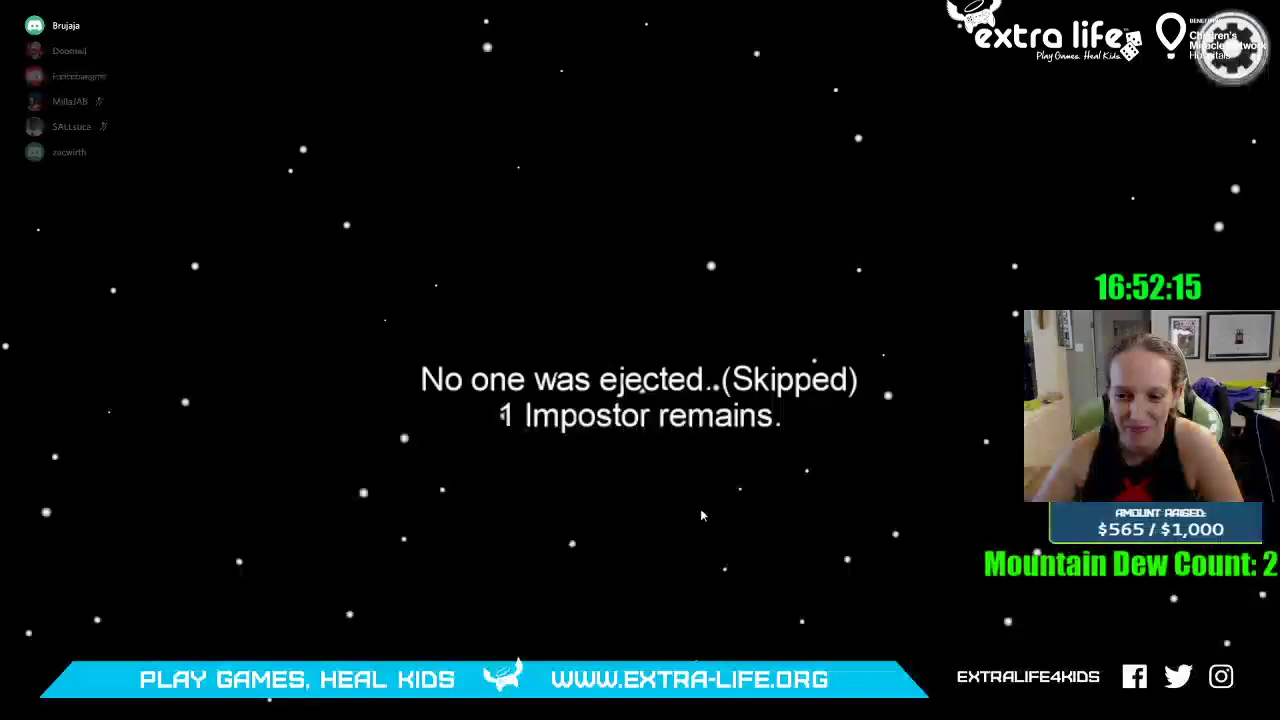 Brujaja
Doomed
MillaJAB
SALLsuce
zacwirth
extra life
Play Games. Heal Kids.
Children's
Miracle Network
Hospitals
16:52:15
No one was ejected. (Skipped)
1 Impostor remains.
AMOUNT RAISED:
$565 / $1,000
Mountain Dew Count: 2
PLAY GAMES, HEAL KIDS
WWW.EXTRA-LIFE.ORG
EXTRALIFE4KIDS